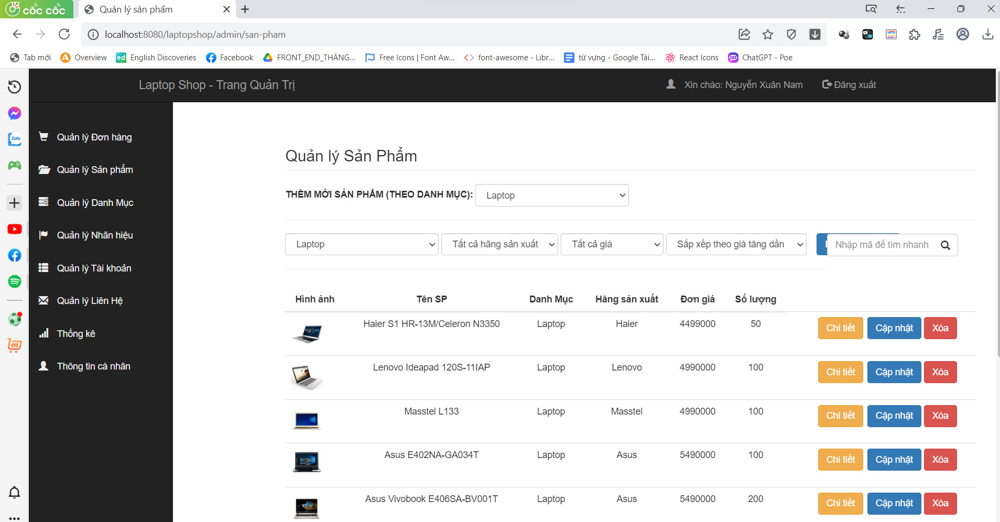 cốc cốc
Quản lý sản phẩm
localhost:8080/laptopshop/admin/san-pham
Tab mới
Overview
ed
English Discoveries
Facebook
FRONT_END_THÁNG...
Free Icons | Font Aw...
font-awesome - Libr...
từ vựng - Google Tài...
React Icons
ChatGPT - Poe
Laptop Shop - Trang Quản Trị
Xin chào: Nguyễn Xuân Nam
Đăng xuất
Zalo
Quản lý Đơn hàng
Quản lý Sản phẩm
Quản lý Danh Mục
Quản lý Nhãn hiệu
Quản lý Tài khoản
Quản lý Liên Hệ
Thống kê
Thông tin cá nhân
Quản lý Sản Phẩm
THÊM MỚI SẢN PHẨM (THEO DANH MỤC): Laptop
Laptop Tất cả hãng sản xuất Tất cả giá Sắp xếp theo giá tăng dần Nhập mã để tìm nhanh
Hình ảnh Tên SP Danh Mục Hãng sản xuất Đơn giá Số lượng
Haier S1 HR-13M/Celeron N3350 Laptop Haier 4499000 50 Chi tiết Cập nhật Xóa
Lenovo Ideapad 120S-11IAP Laptop Lenovo 4990000 100 Chi tiết Cập nhật Xóa
Masstel L133 Laptop Masstel 4990000 100 Chi tiết Cập nhật Xóa
Asus E402NA-GA034T Laptop Asus 5490000 100 Chi tiết Cập nhật Xóa
Asus Vivobook E406SA-BV001T Laptop Asus 5490000 200 Chi tiết Cập nhật Xóa